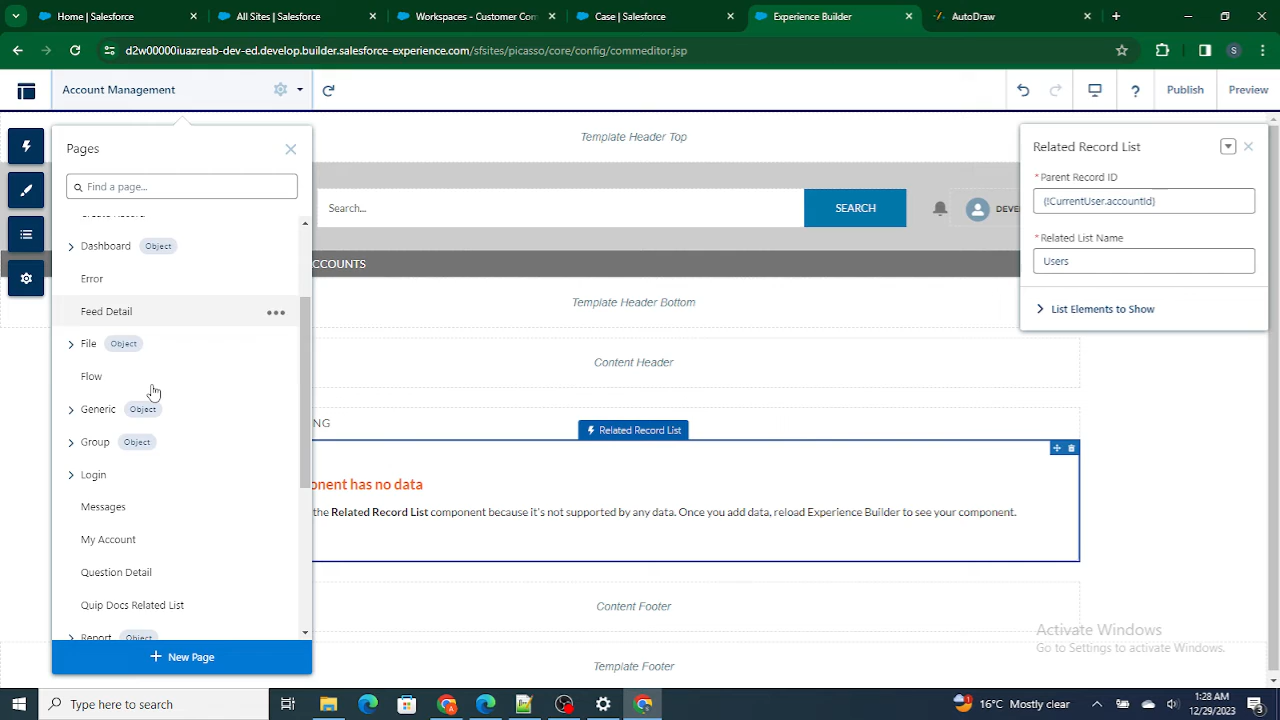 Home | Salesforce
All Sites | Salesforce
Workspaces - Customer Com
Case | Salesforce
Experience Builder
AutoDraw
d2w00000iuazreab-dev-ed.develop.builder.salesforce-experience.com/sfsites/picasso/core/config/commeditor.jsp
S
Account Management
?
Publish
Preview
Template Header Top
Pages
Find a page...
Search...
SEARCH
DEVE
CCOUNTS
Related Record List
*Parent Record ID
{!CurrentUser.accountId}
*Related List Name
Users
List Elements to Show
Create Record
Dashboard Object
Error
Feed Detail
File Object
Flow
Generic Object
Group Object
Login
Messages
My Account
Question Detail
Quip Docs Related List
Report Object
New Page
Template Header Bottom
Content Header
NG
Related Record List
onent has no data
the Related Record List component because it's not supported by any data. Once you add data, reload Experience Builder to see your component.
Content Footer
Template Footer
Activate Windows
Go to Settings to activate Windows.
Type here to search
16°C Mostly clear
1:28 AM
12/29/2023